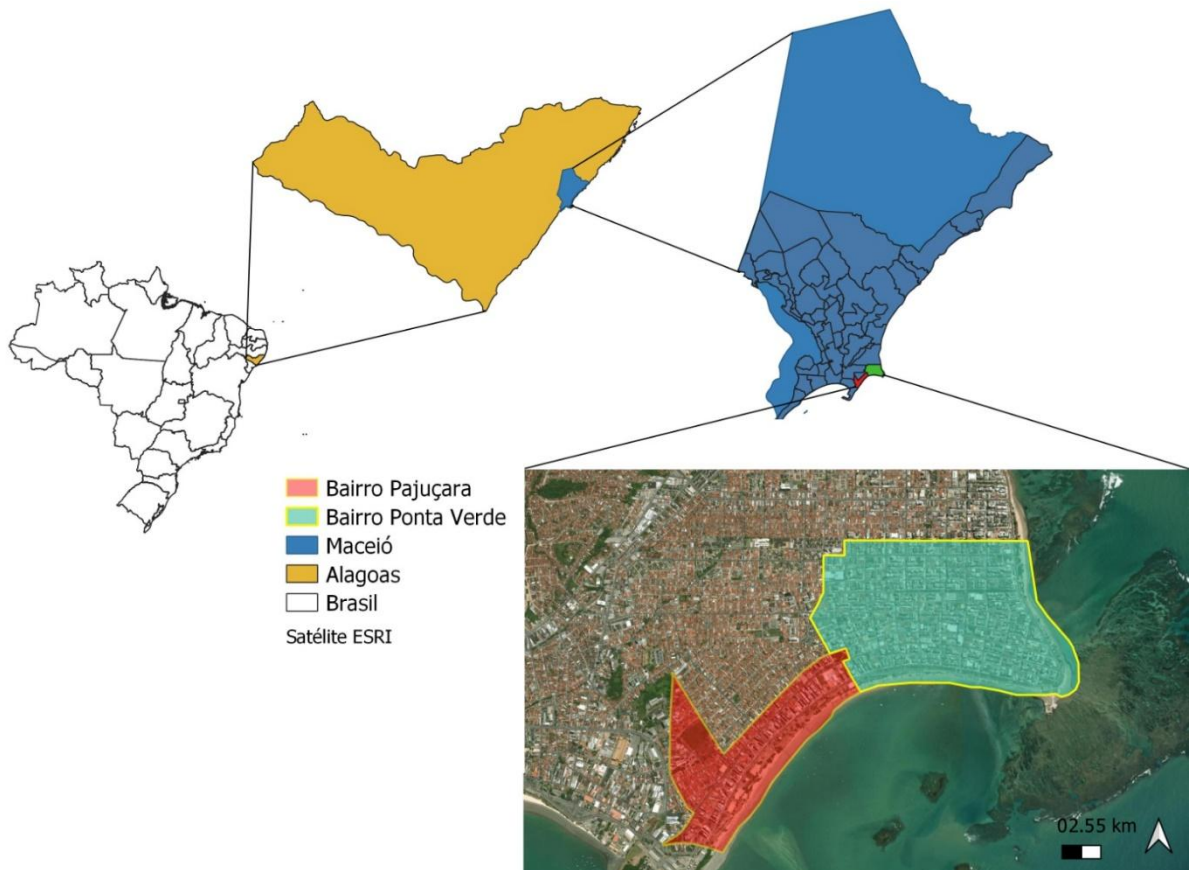 Bairro Pajuçara
Bairro Ponta Verde
Maceió
Alagoas
Brasil
Satélite ESRI
02.55 km